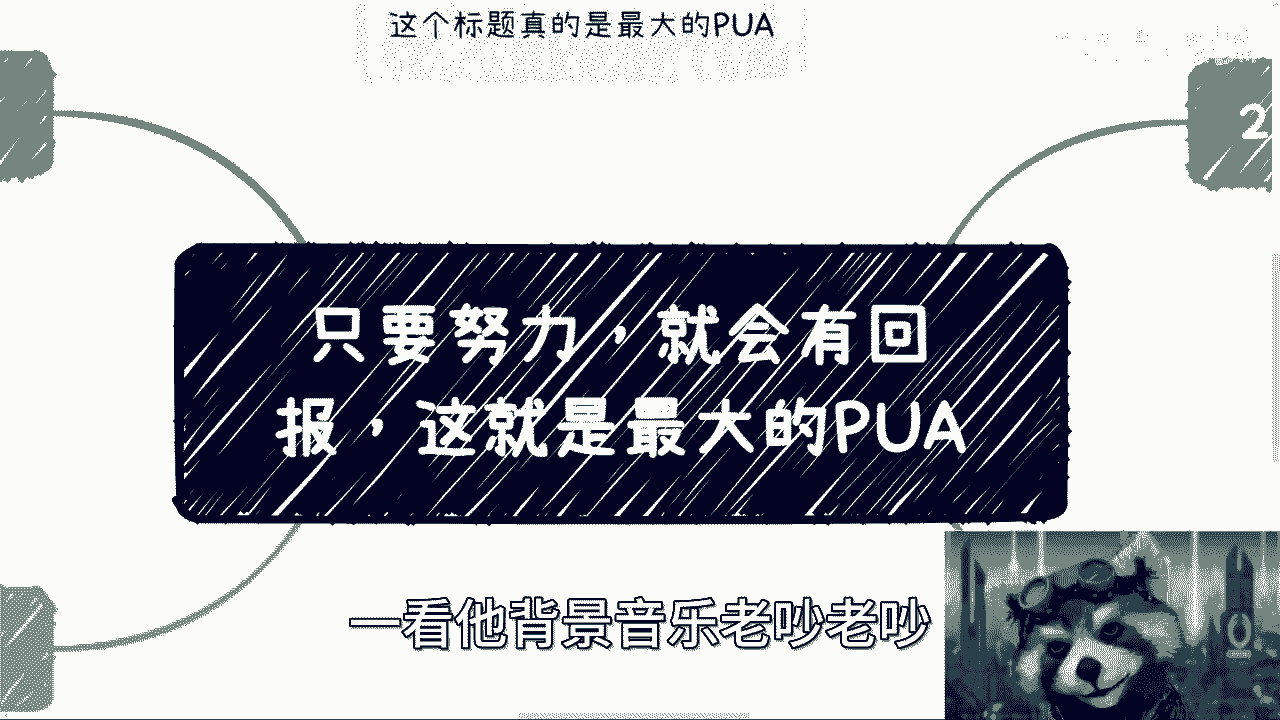 这个标题真的是最大的PUA
2
只要努力，就会有回
报，这就是最大的PUA
一看他背景音乐老吵老吵